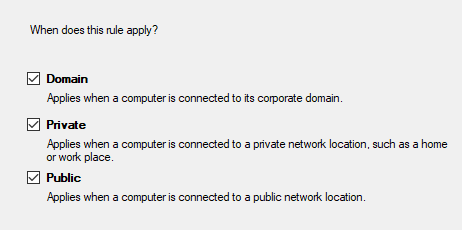 When does this rule apply?
Domain
Applies when a computer is connected to its corporate domain.
Private
Applies when a computer is connected to a private network location, such as a home
or work place.
Public
Applies when a computer is connected to a public network location.